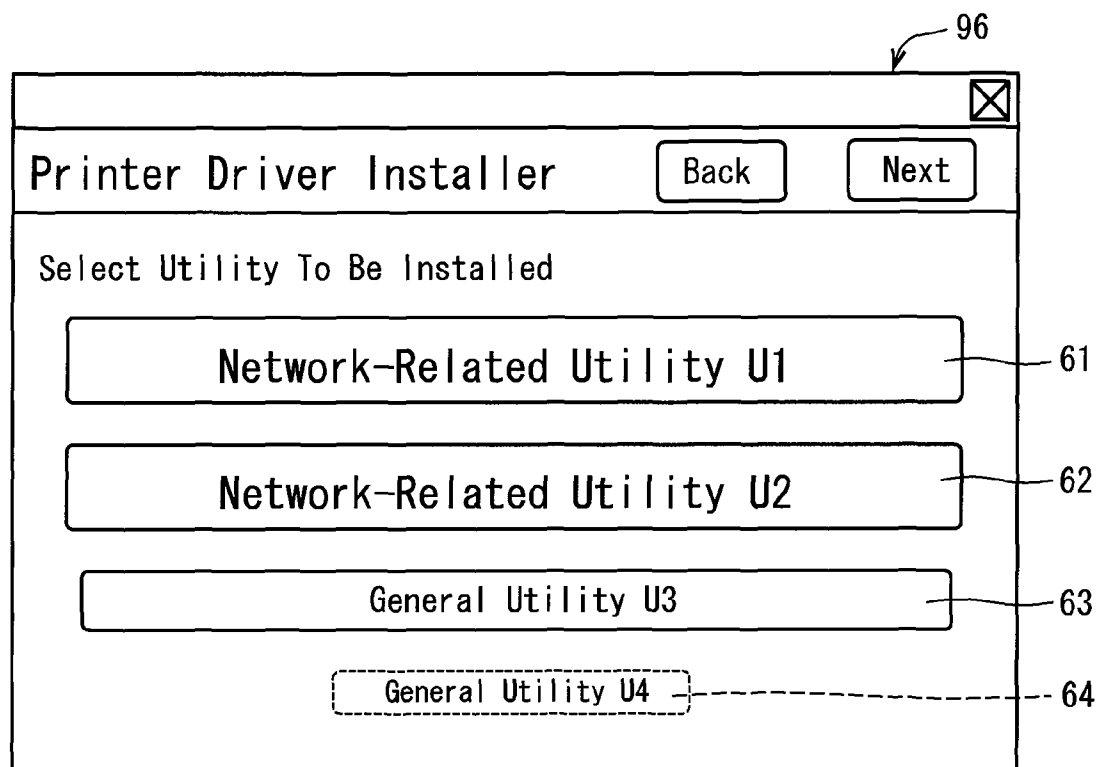 96
Printer Driver Installer Back Next
Select Utility To Be Installed
Network-Related Utility U1 61
Network-Related Utility U2 62
General Utility U3 63
General Utility U4 64